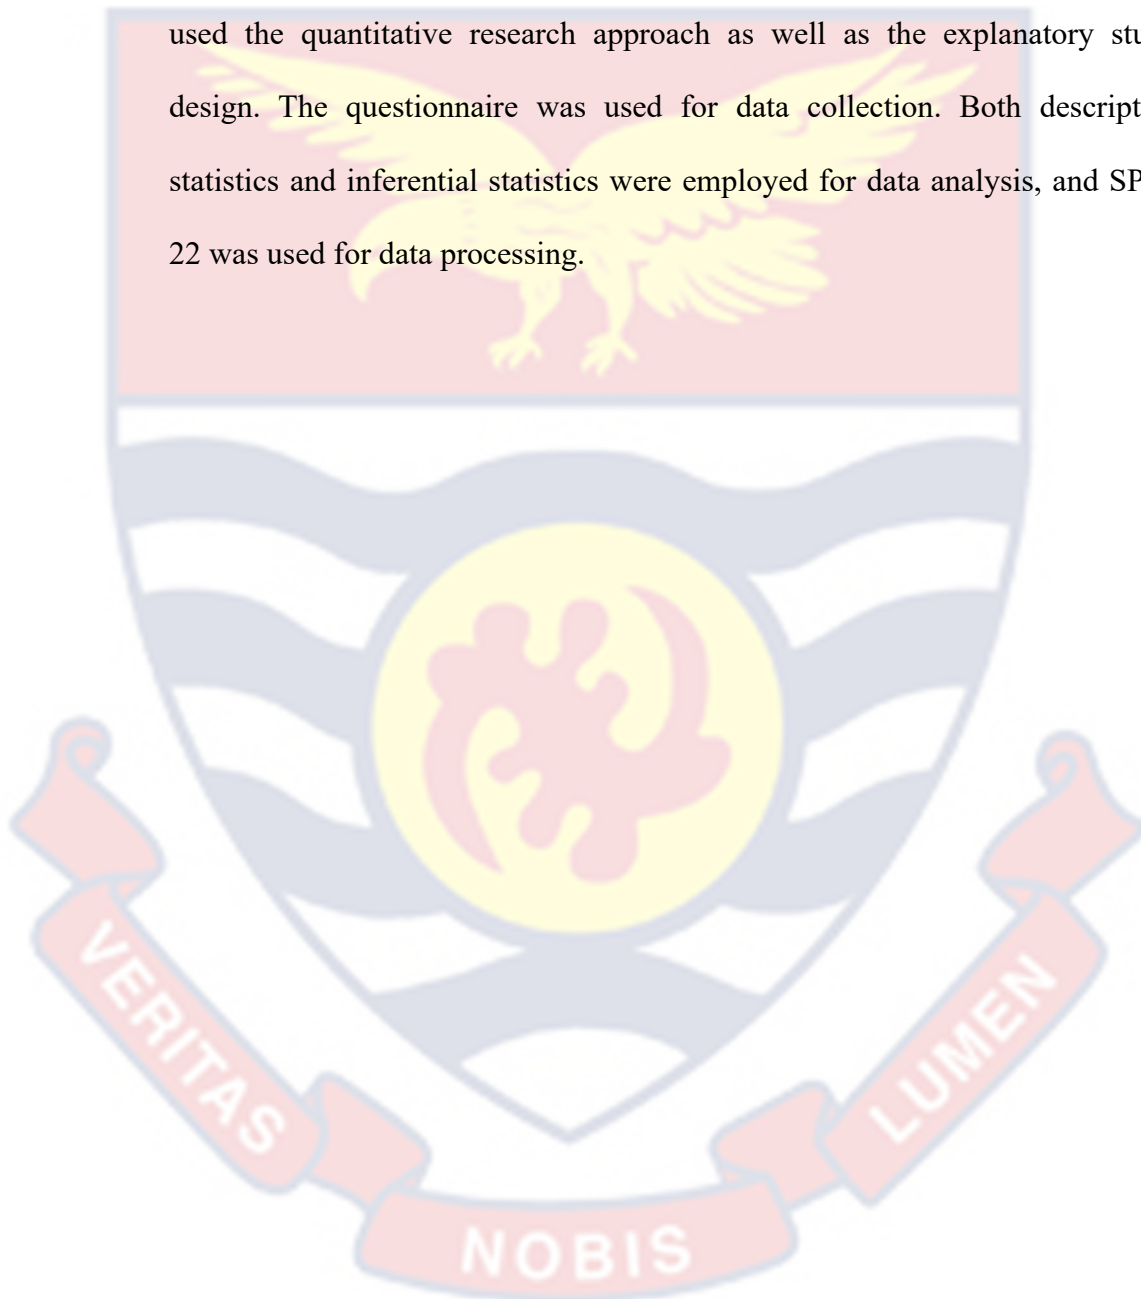 used the quantitative research approach as well as the explanatory stu
design. The questionnaire was used for data collection. Both descript
statistics and inferential statistics were employed for data analysis, and SP
22 was used for data processing.
VERITAS
NOBIS
LUMEN